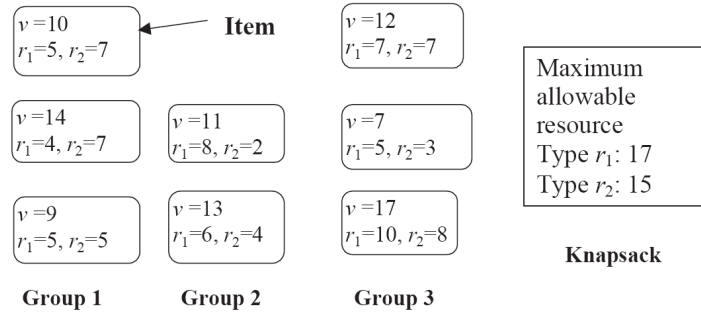 v =10
r₁=5, r₂=7
Item
v =12
r₁=7, r₂=7
v =14
r₁=4, r₂=7
v =11
r₁=8, r₂=2
v =7
r₁=5, r₂=3
v =9
r₁=5, r₂=5
v =13
r₁=6, r₂=4
v =17
r₁=10, r₂=8
Group 1
Group 2
Group 3
Maximum
allowable
resource
Type r₁: 17
Type r₂: 15
Knapsack